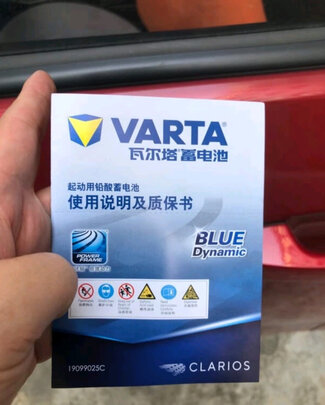 VARTA®
瓦尔塔蓄电池
起动用铅酸蓄电池
使用说明及质保书
POWER FRAME
BLUE
Dynamic
19099025C
CLARIOS